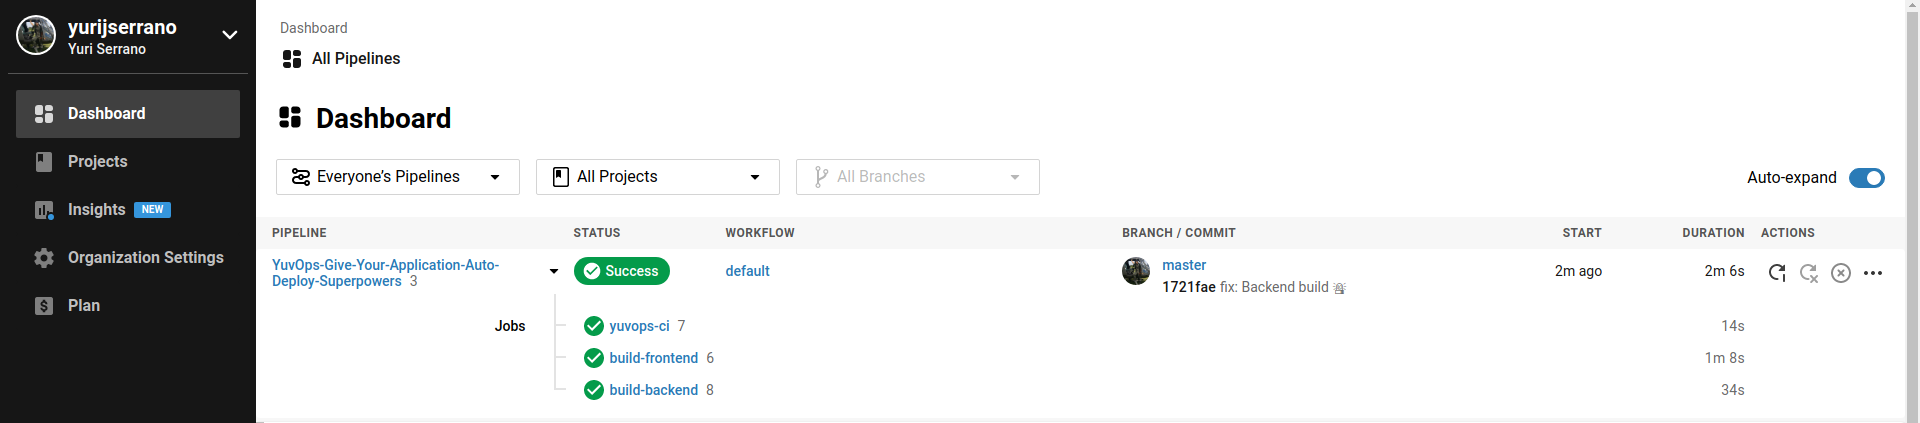 yurijserrano
Yuri Serrano
Dashboard
Projects
Insights NEW
Organization Settings
Plan
Dashboard
All Pipelines
Dashboard
Everyone's Pipelines
All Projects
All Branches
Auto-expand
PIPELINE STATUS WORKFLOW BRANCH / COMMIT START DURATION ACTIONS
YuvOps-Give-Your-Application-Auto-
Deploy-Superpowers 3
Success
default
master
1721fae fix: Backend build
2m ago
2m 6s
Jobs
yuvops-ci 7 14s
build-frontend 6 1m 8s
build-backend 8 34s